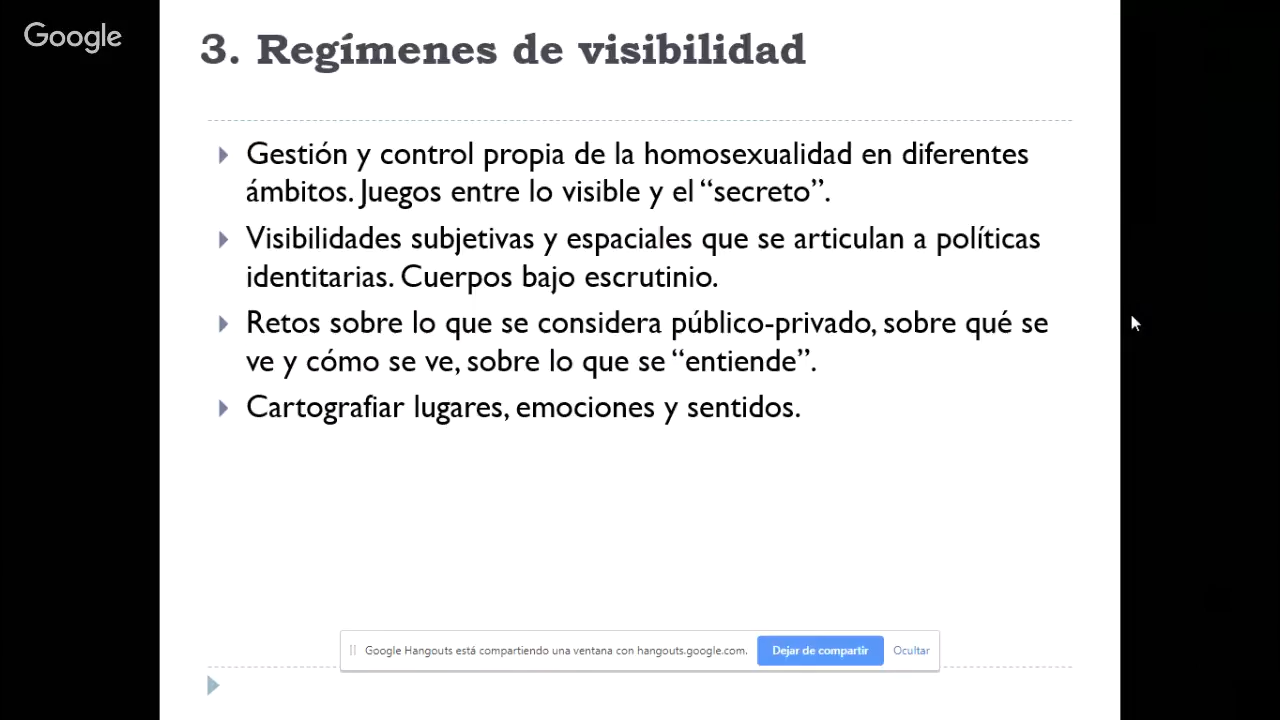 Google
3. Regímenes de visibilidad
Gestión y control propia de la homosexualidad en diferentes
ámbitos. Juegos entre lo visible y el “secreto”.
Visibilidades subjetivas y espaciales que se articulan a políticas
identitarias. Cuerpos bajo escrutinio.
Retos sobre lo que se considera público-privado, sobre qué se
ve y cómo se ve, sobre lo que se “entiende”.
Cartografiar lugares, emociones y sentidos.
Google Hangouts está compartiendo una ventana con hangouts.google.com. Dejar de compartir Ocultar